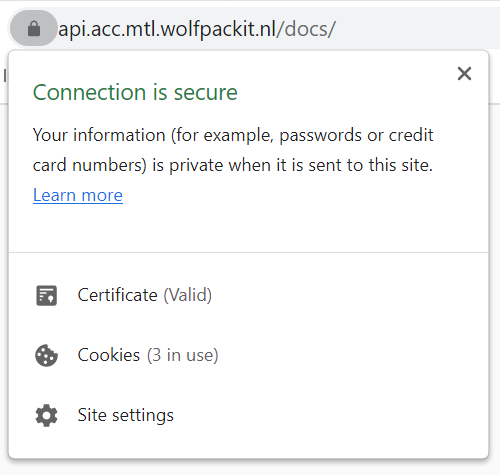 api.acc.mtl.wolfpackit.nl/docs/
Connection is secure
Your information (for example, passwords or credit
card numbers) is private when it is sent to this site.
Learn more
Certificate (Valid)
Cookies (3 in use)
Site settings